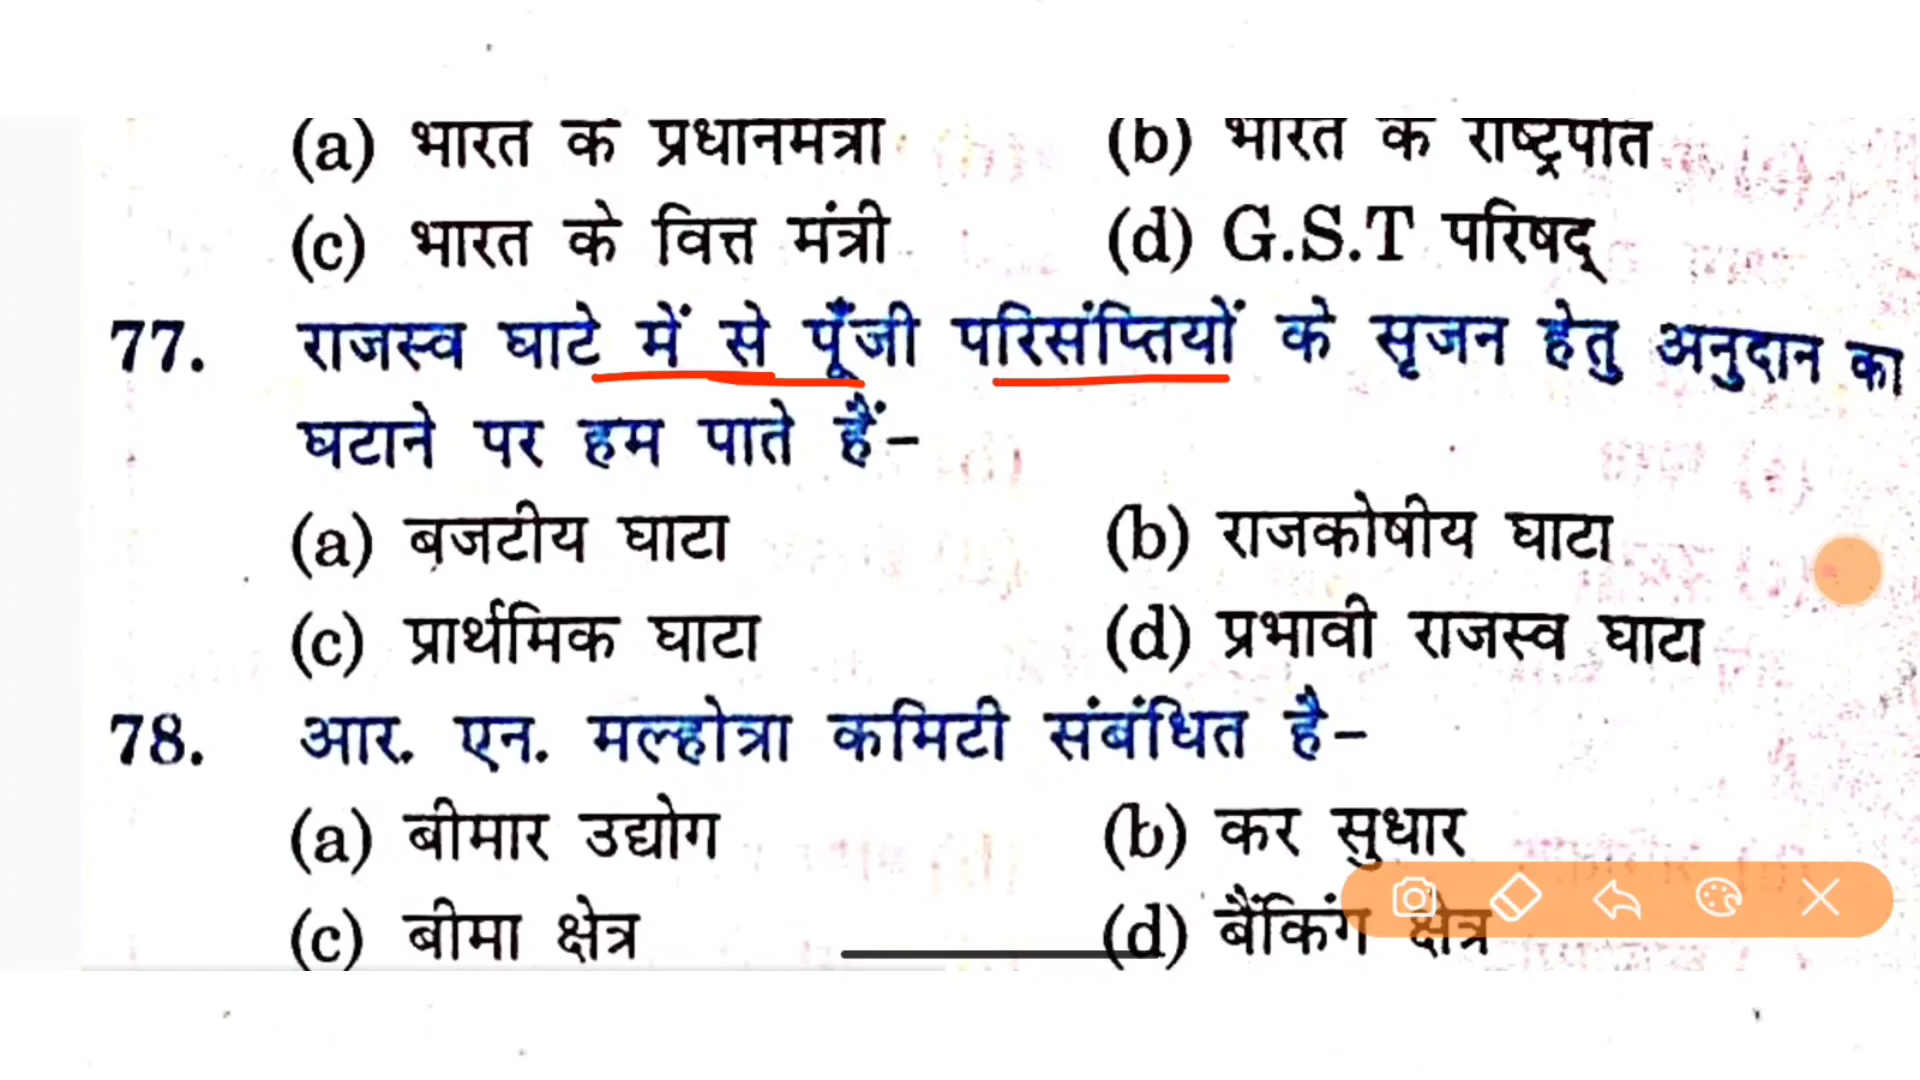 (a) भारत के प्रधानमंत्री (b) भारत के राष्ट्रपति
(c) भारत के वित्त मंत्री (d) G.S.T परिषद्
77. राजस्व घाटे में से पूँजी परिसंप्तियों के सृजन हेतु अनुदान का
घटाने पर हम पाते हैं-
(a) बजटीय घाटा (b) राजकोषीय घाटा
(c) प्रार्थमिक घाटा (d) प्रभावी राजस्व घाटा
78. आर. एन. मल्होत्रा कमिटी संबंधित है-
(a) बीमार उद्योग (b) कर सुधार
(c) बीमा क्षेत्र (d) बैंकिंग क्षेत्र